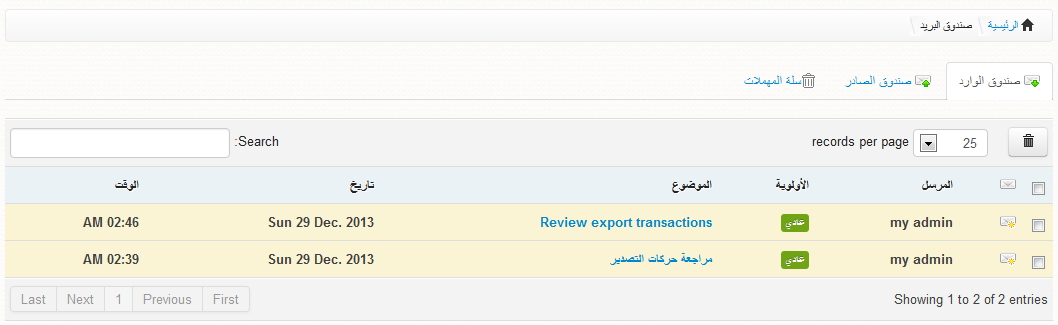 الرئيسية صندوق البريد
صندوق الوارد صندوق الصادر سلة المهملات
25 records per page Search:
المرسل الأولوية الموضوع تاريخ الوقت
my admin عادي Review export transactions Sun 29 Dec. 2013 AM 02:46
my admin عادي مراجعة حركات التصدير Sun 29 Dec. 2013 AM 02:39
Showing 1 to 2 of 2 entries First Previous 1 Next Last